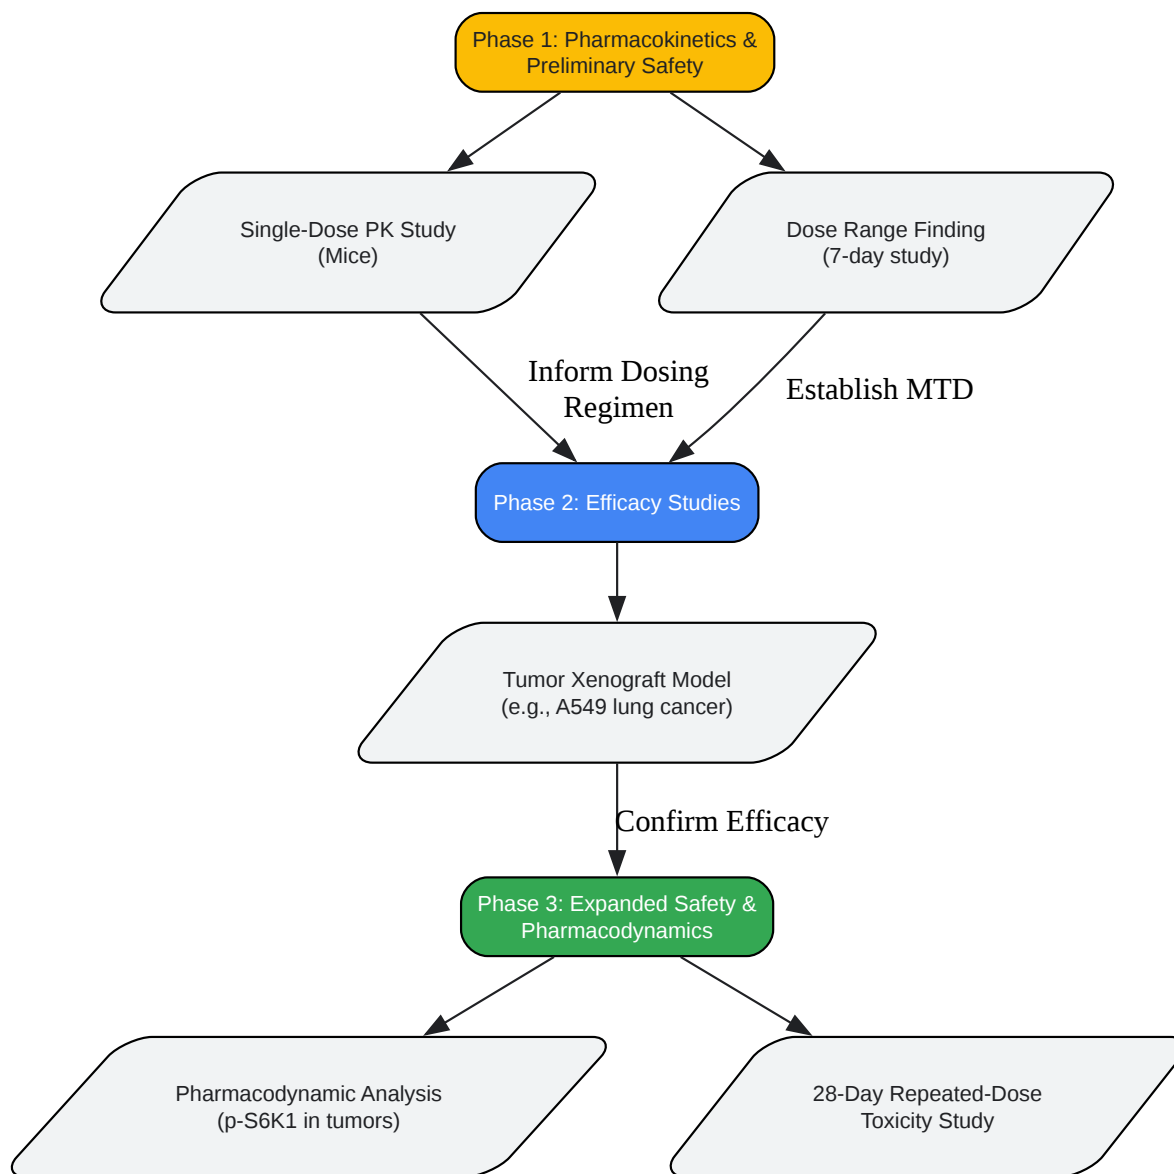 Phase 1: Pharmacokinetics &
Preliminary Safety
Single-Dose PK Study
(Mice)
Dose Range Finding
(7-day study)
Inform Dosing
Regimen
Establish MTD
Phase 2: Efficacy Studies
Tumor Xenograft Model
(e.g., A549 lung cancer)
Confirm Efficacy
Phase 3: Expanded Safety &
Pharmacodynamics
Pharmacodynamic Analysis
(p-S6K1 in tumors)
28-Day Repeated-Dose
Toxicity Study